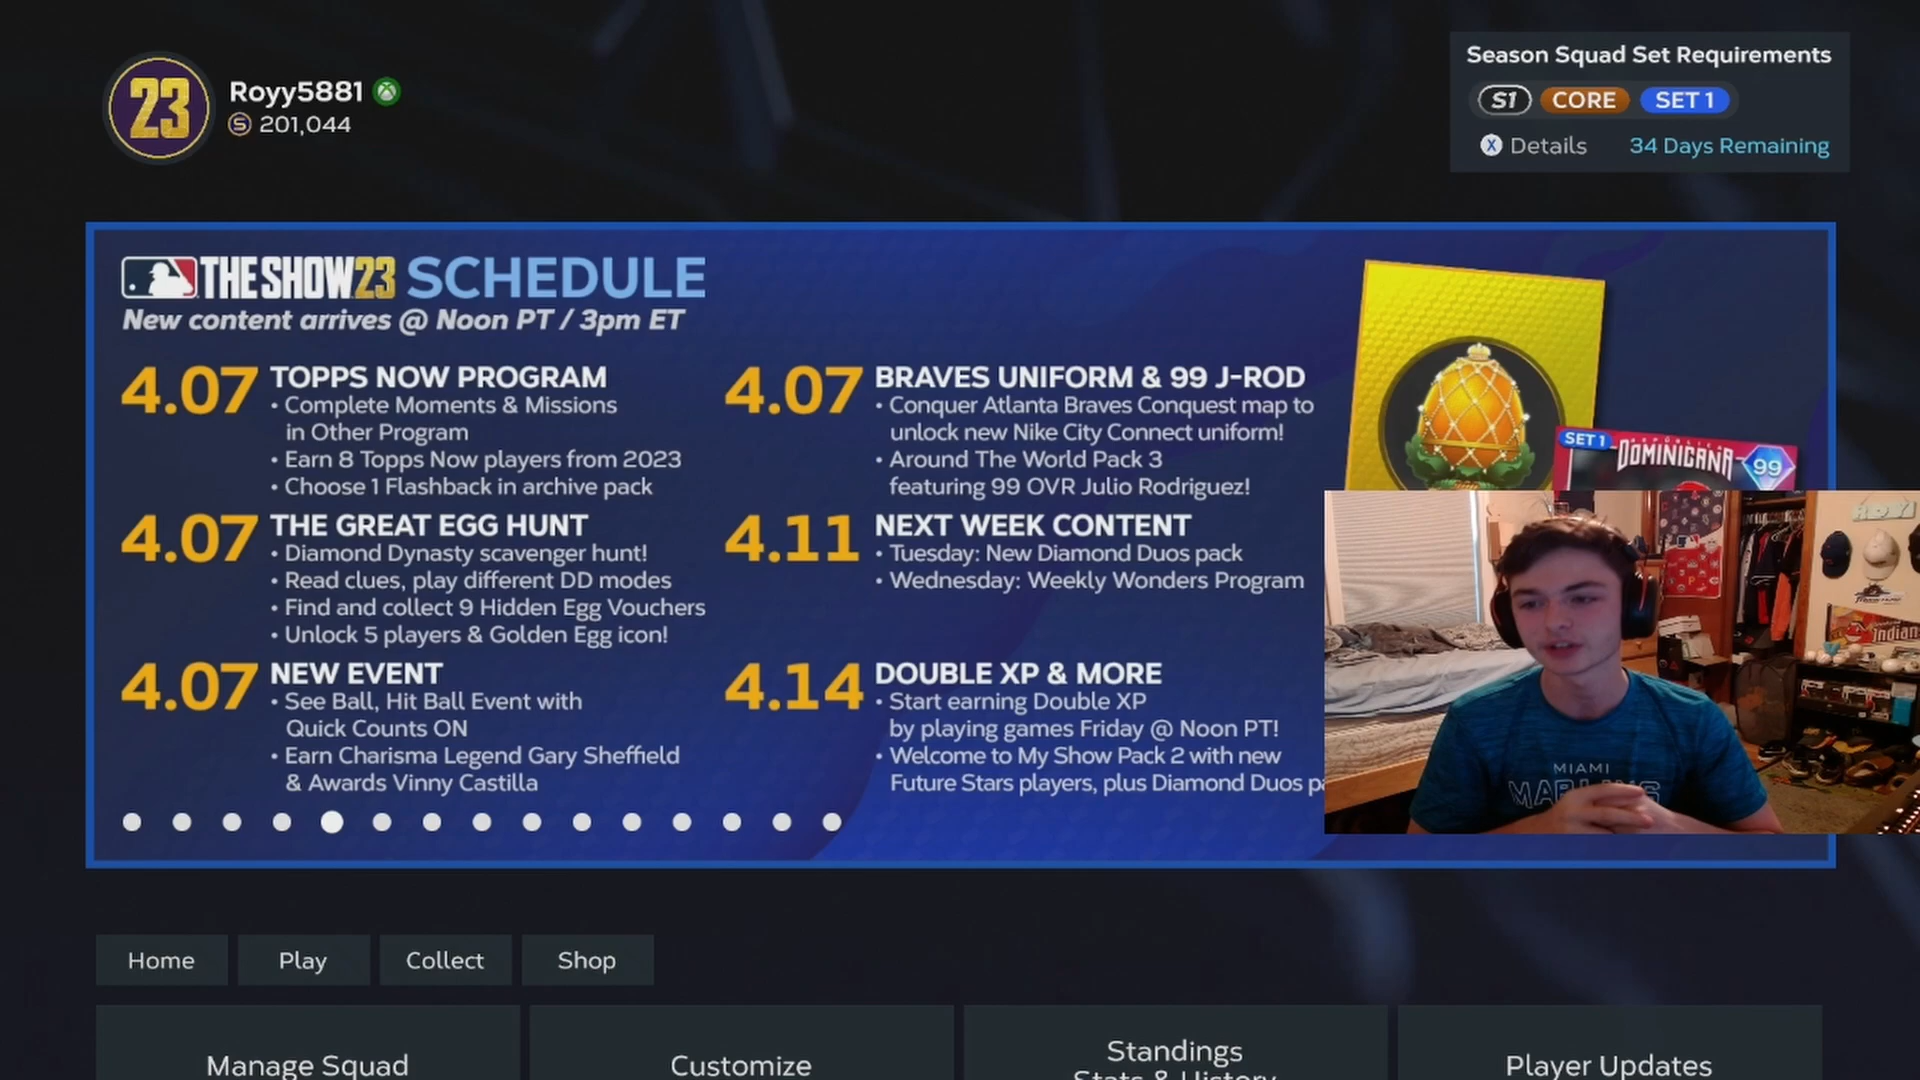 23
Royy5881
201,044
Season Squad Set Requirements
S1 CORE SET 1
X Details 34 Days Remaining
THE SHOW 23 SCHEDULE
New content arrives @ Noon PT / 3pm ET
4.07 TOPPS NOW PROGRAM
• Complete Moments & Missions
in Other Program
• Earn 8 Topps Now players from 2023
• Choose 1 Flashback in archive pack
4.07 THE GREAT EGG HUNT
• Diamond Dynasty scavenger hunt!
• Read clues, play different DD modes
• Find and collect 9 Hidden Egg Vouchers
• Unlock 5 players & Golden Egg icon!
4.07 NEW EVENT
• See Ball, Hit Ball Event with
Quick Counts ON
• Earn Charisma Legend Gary Sheffield
& Awards Vinny Castilla
4.07 BRAVES UNIFORM & 99 J-ROD
• Conquer Atlanta Braves Conquest map to
unlock new Nike City Connect uniform!
• Around The World Pack 3
featuring 99 OVR Julio Rodriguez!
4.11 NEXT WEEK CONTENT
• Tuesday: New Diamond Duos pack
• Wednesday: Weekly Wonders Program
4.14 DOUBLE XP & MORE
• Start earning Double XP
by playing games Friday @ Noon PT!
• Welcome to My Show Pack 2 with new
Future Stars players, plus Diamond Duos
SET 1
DOMINICANA
99
Indian
MIAMI
Home
Play
Collect
Shop
Manage Squad
Customize
Standings
Stats & History
Player Updates